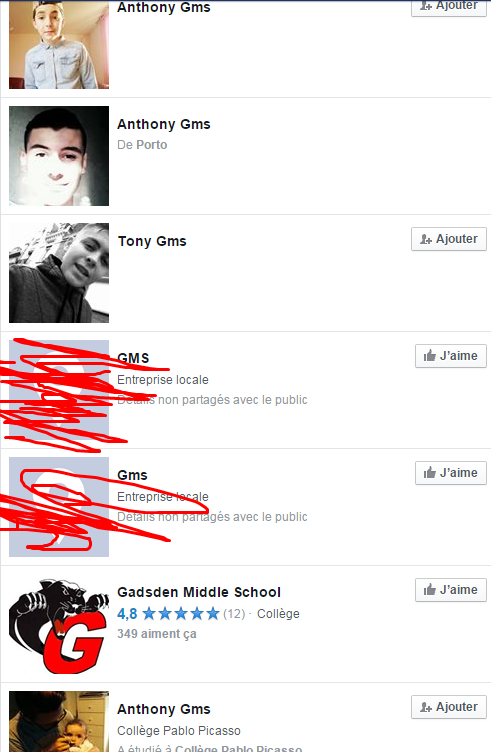 Anthony Gms
Ajouter
Anthony Gms
De Porto
Tony Gms
Ajouter
GMS
J'aime
Entreprise locale
Détails non partagés avec le public
Gms
J'aime
Entreprise locale
Détails non partagés avec le public
Gadsden Middle School
J'aime
4,8 (12) · Collège
349 aiment ça
G
Anthony Gms
Ajouter
Collège Pablo Picasso
A étudié à Collège Pablo Picasso